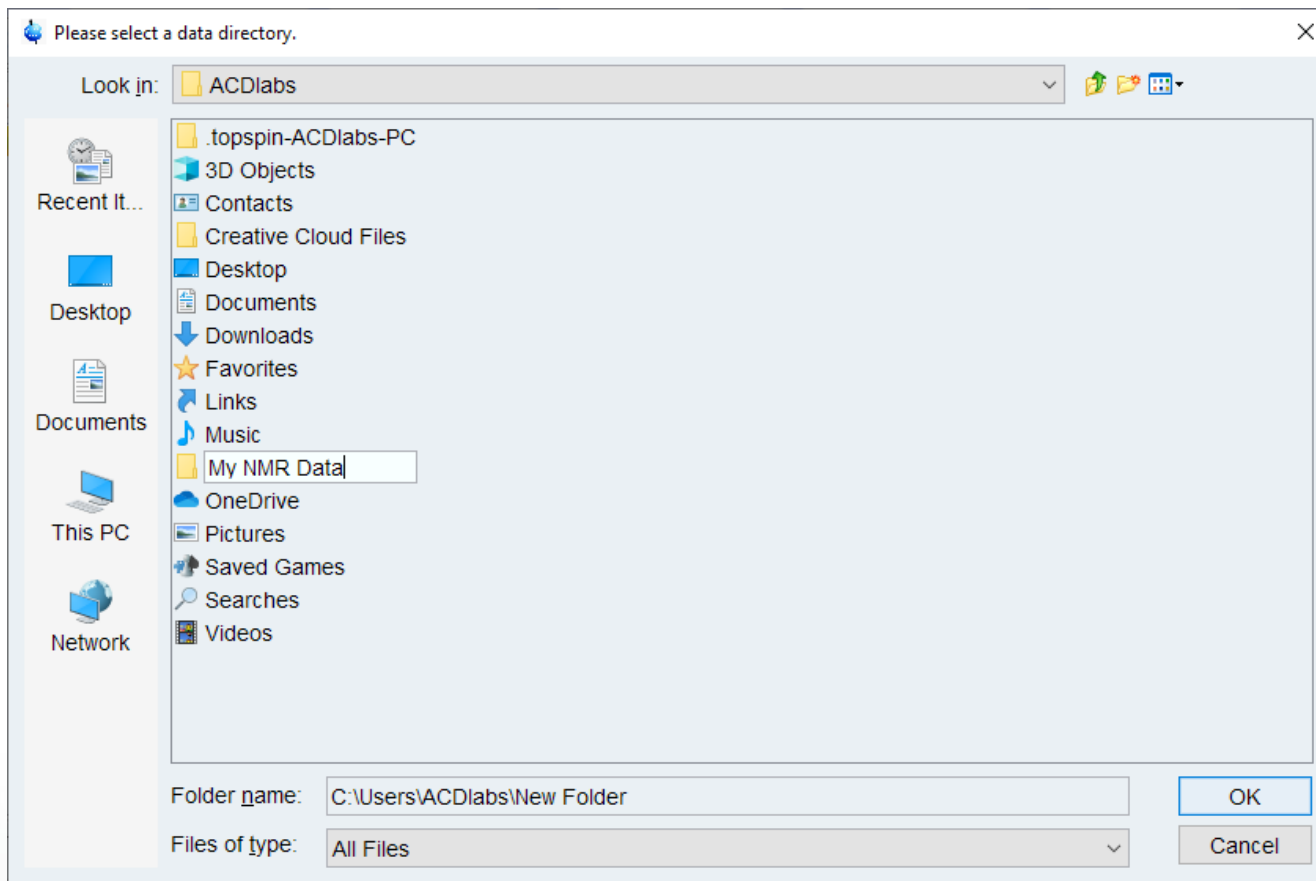 Please select a data directory.
Look in: ACDlabs
Recent It...
Desktop
Documents
This PC
Network
.topspin-ACDlabs-PC
3D Objects
Contacts
Creative Cloud Files
Desktop
Documents
Downloads
Favorites
Links
Music
My NMR Data
OneDrive
Pictures
Saved Games
Searches
Videos
Folder name: C:\Users\ACDlabs\New Folder OK
Files of type: All Files Cancel